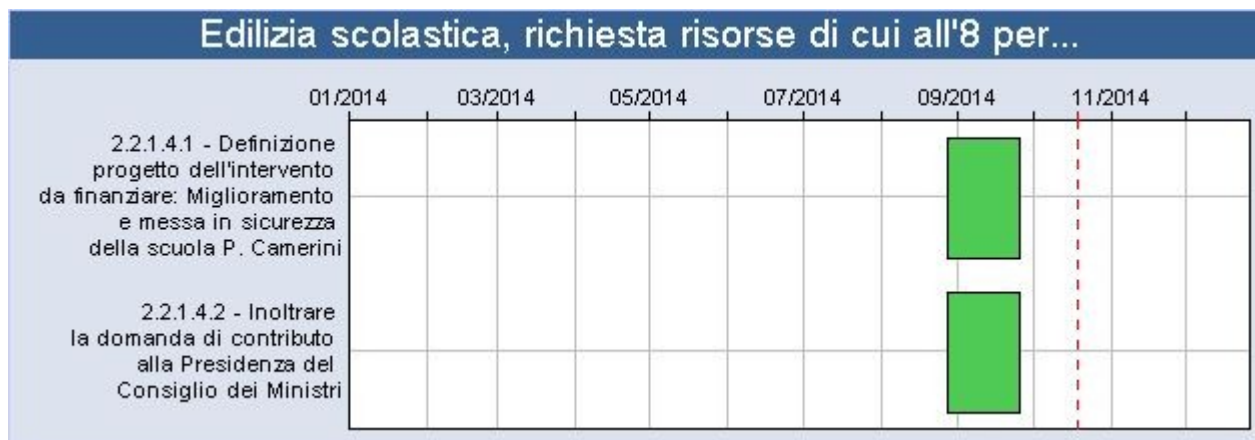 Edilizia scolastica, richiesta risorse di cui all'8 per...
01/2014 03/2014 05/2014 07/2014 09/2014 11/2014
2.2.1.4.1 - Definizione
progetto dell'intervento
da finanziare: Miglioramento
e messa in sicurezza
della scuola P. Camerini
2.2.1.4.2 - Inoltrare
la domanda di contributo
alla Presidenza del
Consiglio dei Ministri